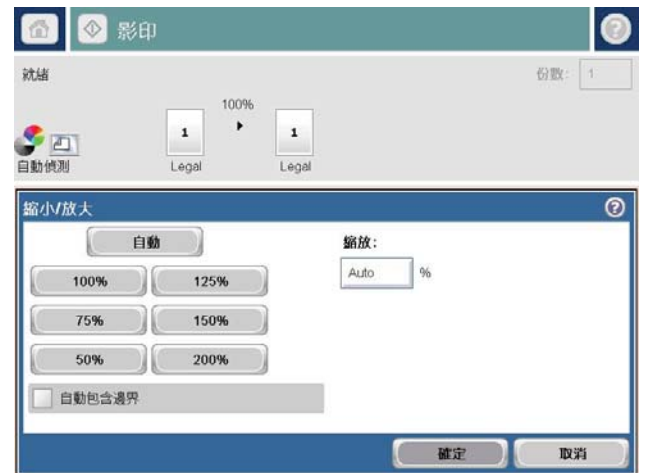 影印
就緒
份數: 1
100%
1 1
自動偵測 Legal Legal
縮小/放大
自動
縮放:
Auto %
100% 125%
75% 150%
50% 200%
自動包含邊界
確定 取消